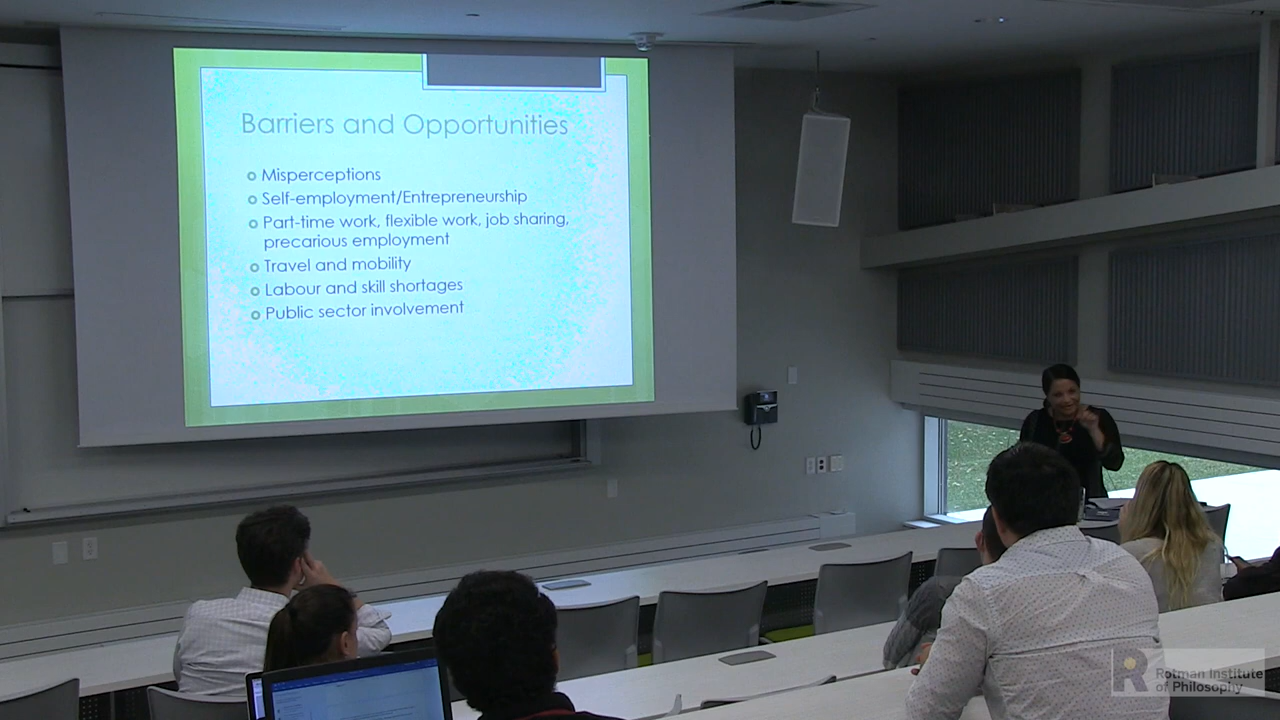 Barriers and Opportunities
Misperceptions
Self-employment/Entrepreneurship
Part-time work, flexible work, job sharing,
precarious employment
Travel and mobility
Labour and skill shortages
Public sector involvement
R
Rotman Institute
of Philosophy